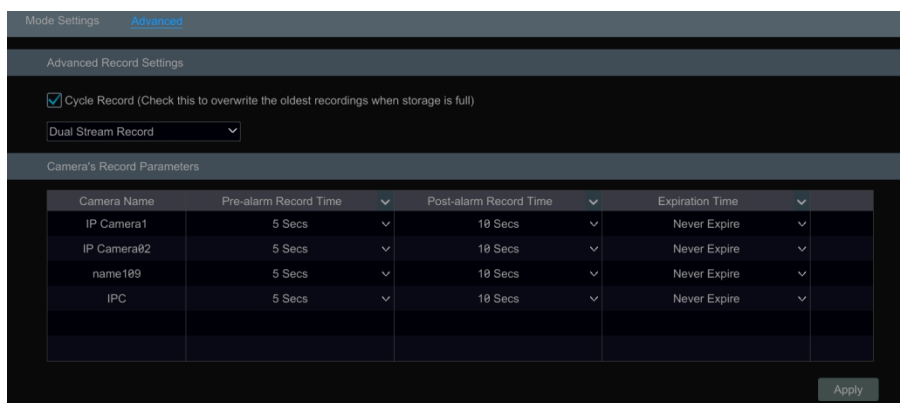 Mode Settings Advanced
Advanced Record Settings
Cycle Record (Check this to overwrite the oldest recordings when storage is full)
Dual Stream Record
Camera's Record Parameters
Camera Name Pre-alarm Record Time Post-alarm Record Time Expiration Time
IP Camera1 5 Secs 10 Secs Never Expire
IP Camera02 5 Secs 10 Secs Never Expire
name109 5 Secs 10 Secs Never Expire
IPC 5 Secs 10 Secs Never Expire
Apply